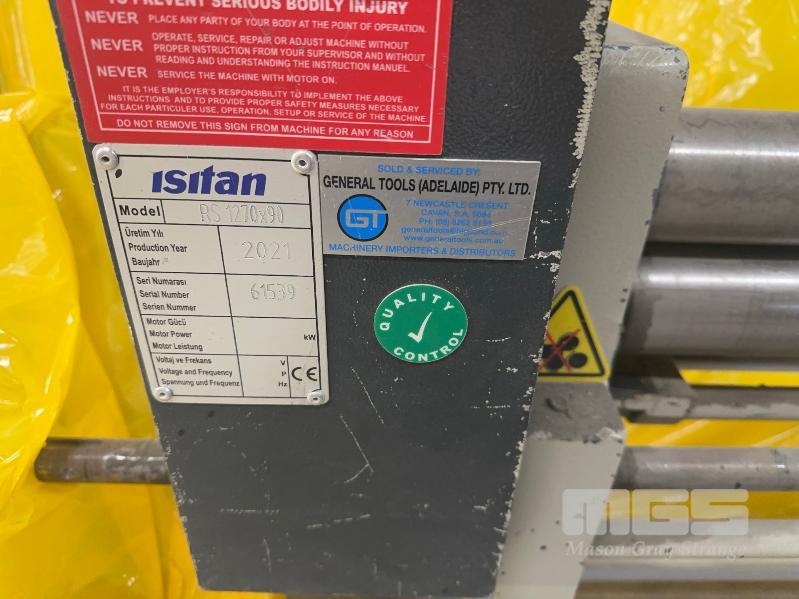 TO PREVENT SERIOUS BODILY INJURY
NEVER PLACE ANY PARTY OF YOUR BODY AT THE POINT OF OPERATION.
NEVER OPERATE, SERVICE, REPAIR OR ADJUST MACHINE WITHOUT
PROPER INSTRUCTION FROM YOUR SUPERVISOR AND WITHOUT
READING AND UNDERSTANDING THE INSTRUCTION MANUEL.
NEVER SERVICE THE MACHINE WITH MOTOR ON.
IT IS THE EMPLOYER'S RESPONSIBILITY TO IMPLEMENT THE ABOVE
INSTRUCTIONS AND TO PROVIDE PROPER SAFETY MEASURES NECESSARY
FOR EACH PARTICULER USE, OPERATION, SETUP OR SERVICE OF THE MACHINE
DO NOT REMOVE THIS SIGN FROM MACHINE FOR ANY REASON
ISITAN
Model RS 1270x90
Üretim Yılı
Production Year 2021
Baujahr
Seri Numarası
Serial Number 61539
Serien Nummer
Motor Gücü
Motor Power kW
Motor Leistung
Voltaj ve Frekans V
Voltage and Frequency P
Spannung und Frequenz Hz
CE
SOLD & SERVICED BY:
GENERAL TOOLS (ADELAIDE) PTY. LTD.
GT
7 NEWCASTLE CRESENT
CAVAN, S.A. 5094
PH: (08)
www.generaltools.com.au
MACHINERY IMPORTERS & DISTRIBUTORS
QUALITY
CONTROL
MGS
Mason Gray Strange